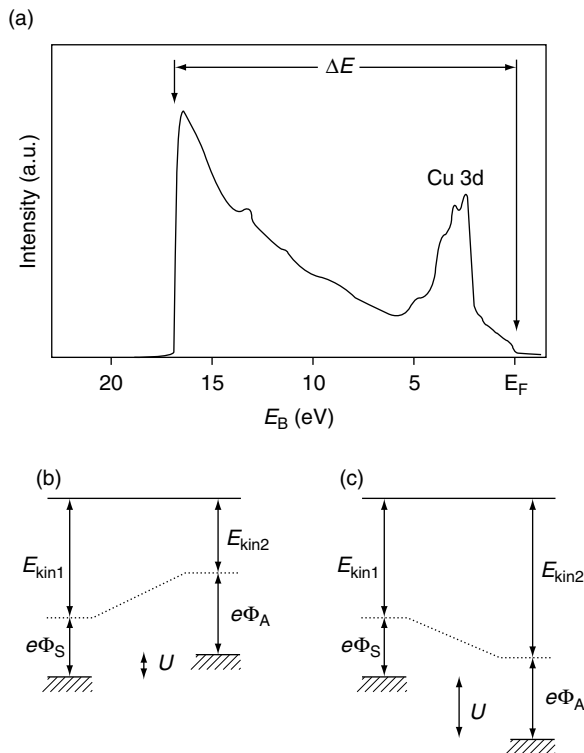 (a)
ΔE
Cu 3d
Intensity (a.u.)
20 15 10 5 E_F
E_B (eV)
(b) (c)
E_kin1 E_kin2 E_kin1 E_kin2
eΦ_S U eΦ_A eΦ_S U eΦ_A